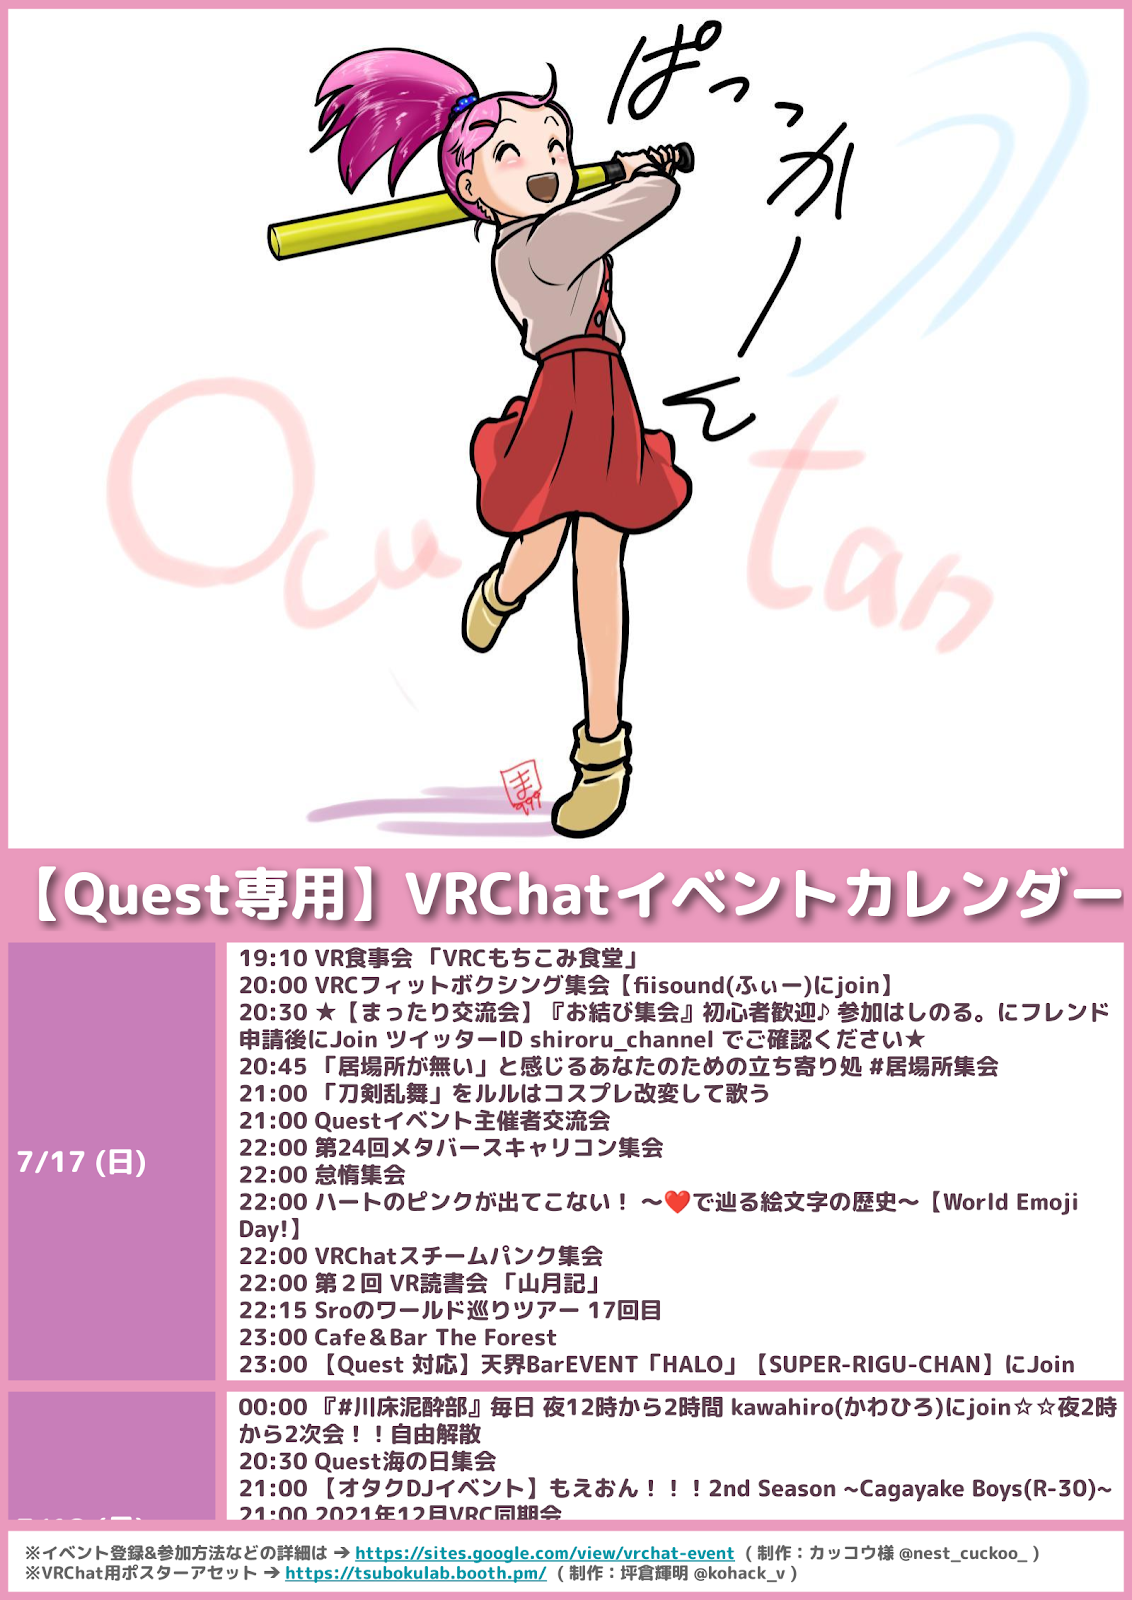 ぱっっかーん
Ocu tan
ま
999
【Quest専用】VRChatイベントカレンダー
7/17 (日)
19:10 VR食事会 「VRCもちこみ食堂」
20:00 VRCフィットボクシング集会【fiisound(ふぃー)にjoin】
20:30 ★【まったり交流会】『お結び集会』初心者歓迎♪ 参加はしのる。にフレンド
申請後にJoin ツイッターID shiroru_channel でご確認ください★
20:45 「居場所が無い」と感じるあなたのための立ち寄り処 #居場所集会
21:00 「刀剣乱舞」をルルはコスプレ改変して歌う
21:00 Questイベント主催者交流会
22:00 第24回メタバースキャリコン集会
22:00 怠惰集会
22:00 ハートのピンクが出てこない！ ～❤️で辿る絵文字の歴史～【World Emoji
Day!】
22:00 VRChatスチームパンク集会
22:00 第２回 VR読書会 「山月記」
22:15 Sroのワールド巡りツアー 17回目
23:00 Cafe＆Bar The Forest
23:00 【Quest 対応】天界BarEVENT「HALO」【SUPER-RIGU-CHAN】にJoin
00:00 『#川床泥酔部』毎日 夜12時から2時間 kawahiro(かわひろ)にjoin☆☆夜2時
から2次会！！自由解散
20:30 Quest海の日集会
21:00 【オタクDJイベント】もえおん！！！2nd Season ~Cagayake Boys(R-30)~
21:00 2021年12月VRC同期会
※イベント登録&参加方法などの詳細は ➔ https://sites.google.com/view/vrchat-event ( 制作：カッコウ様 @nest_cuckoo_ )
※VRChat用ポスターアセット ➔ https://tsubokulab.booth.pm/ ( 制作：坪倉輝明 @kohack_v )